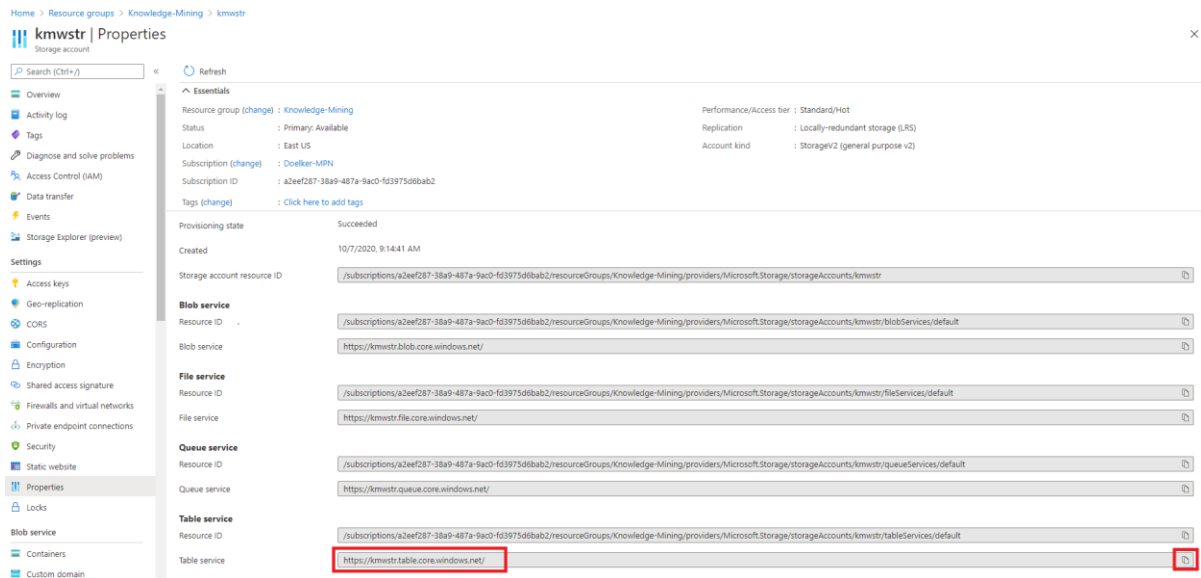 Home > Resource groups > Knowledge-Mining > kmwstr
kmwstr | Properties
Storage account
Search (Ctrl+/)
Overview
Activity log
Tags
Diagnose and solve problems
Access Control (IAM)
Data transfer
Events
Storage Explorer (preview)
Settings
Access keys
Geo-replication
CORS
Configuration
Encryption
Shared access signature
Firewalls and virtual networks
Private endpoint connections
Security
Static website
Properties
Locks
Blob service
Containers
Custom domain
Refresh
Essentials
Resource group (change) : Knowledge-Mining
Status : Primary: Available
Location : East US
Subscription (change) : Doelker-MPN
Subscription ID : a2eef287-38a9-487a-9ac0-fd3975d6bab2
Tags (change) : Click here to add tags
Performance/Access tier : Standard/Hot
Replication : Locally-redundant storage (LRS)
Account kind : StorageV2 (general purpose v2)
Provisioning state Succeeded
Created 10/7/2020, 9:14:41 AM
Storage account resource ID /subscriptions/a2eef287-38a9-487a-9ac0-fd3975d6bab2/resourceGroups/Knowledge-Mining/providers/Microsoft.Storage/storageAccounts/kmwstr
Blob service
Resource ID /subscriptions/a2eef287-38a9-487a-9ac0-fd3975d6bab2/resourceGroups/Knowledge-Mining/providers/Microsoft.Storage/storageAccounts/kmwstr/blobServices/default
Blob service https://kmwstr.blob.core.windows.net/
File service
Resource ID /subscriptions/a2eef287-38a9-487a-9ac0-fd3975d6bab2/resourceGroups/Knowledge-Mining/providers/Microsoft.Storage/storageAccounts/kmwstr/fileServices/default
File service https://kmwstr.file.core.windows.net/
Queue service
Resource ID /subscriptions/a2eef287-38a9-487a-9ac0-fd3975d6bab2/resourceGroups/Knowledge-Mining/providers/Microsoft.Storage/storageAccounts/kmwstr/queueServices/default
Queue service https://kmwstr.queue.core.windows.net/
Table service
Resource ID /subscriptions/a2eef287-38a9-487a-9ac0-fd3975d6bab2/resourceGroups/Knowledge-Mining/providers/Microsoft.Storage/storageAccounts/kmwstr/tableServices/default
Table service https://kmwstr.table.core.windows.net/